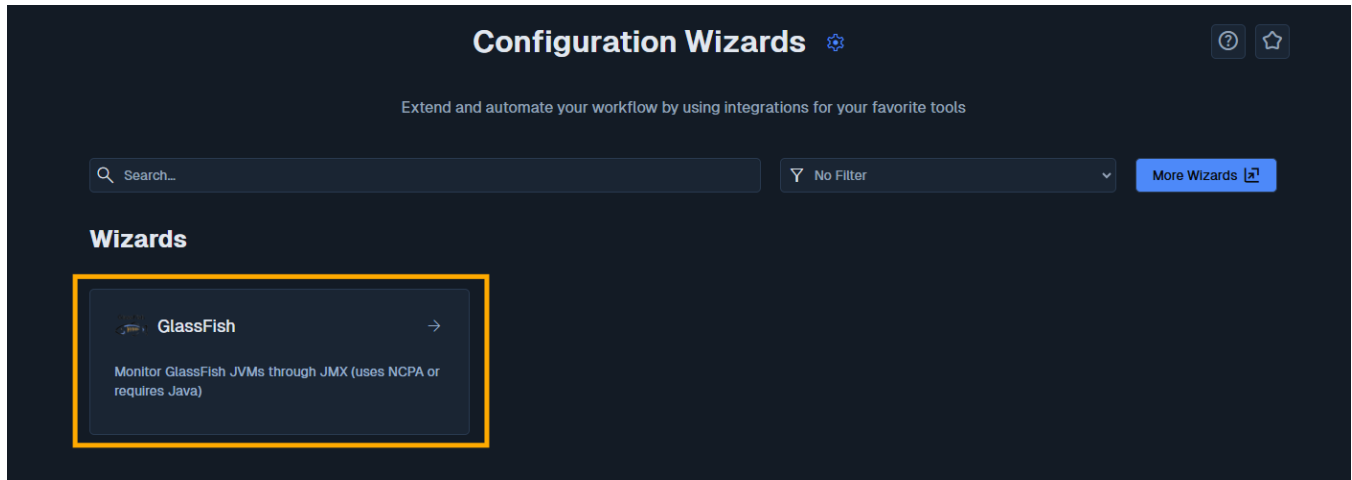 Configuration Wizards
Extend and automate your workflow by using integrations for your favorite tools
Search...
No Filter
More Wizards
Wizards
GlassFish
Monitor GlassFish JVMs through JMX (uses NCPA or
requires Java)